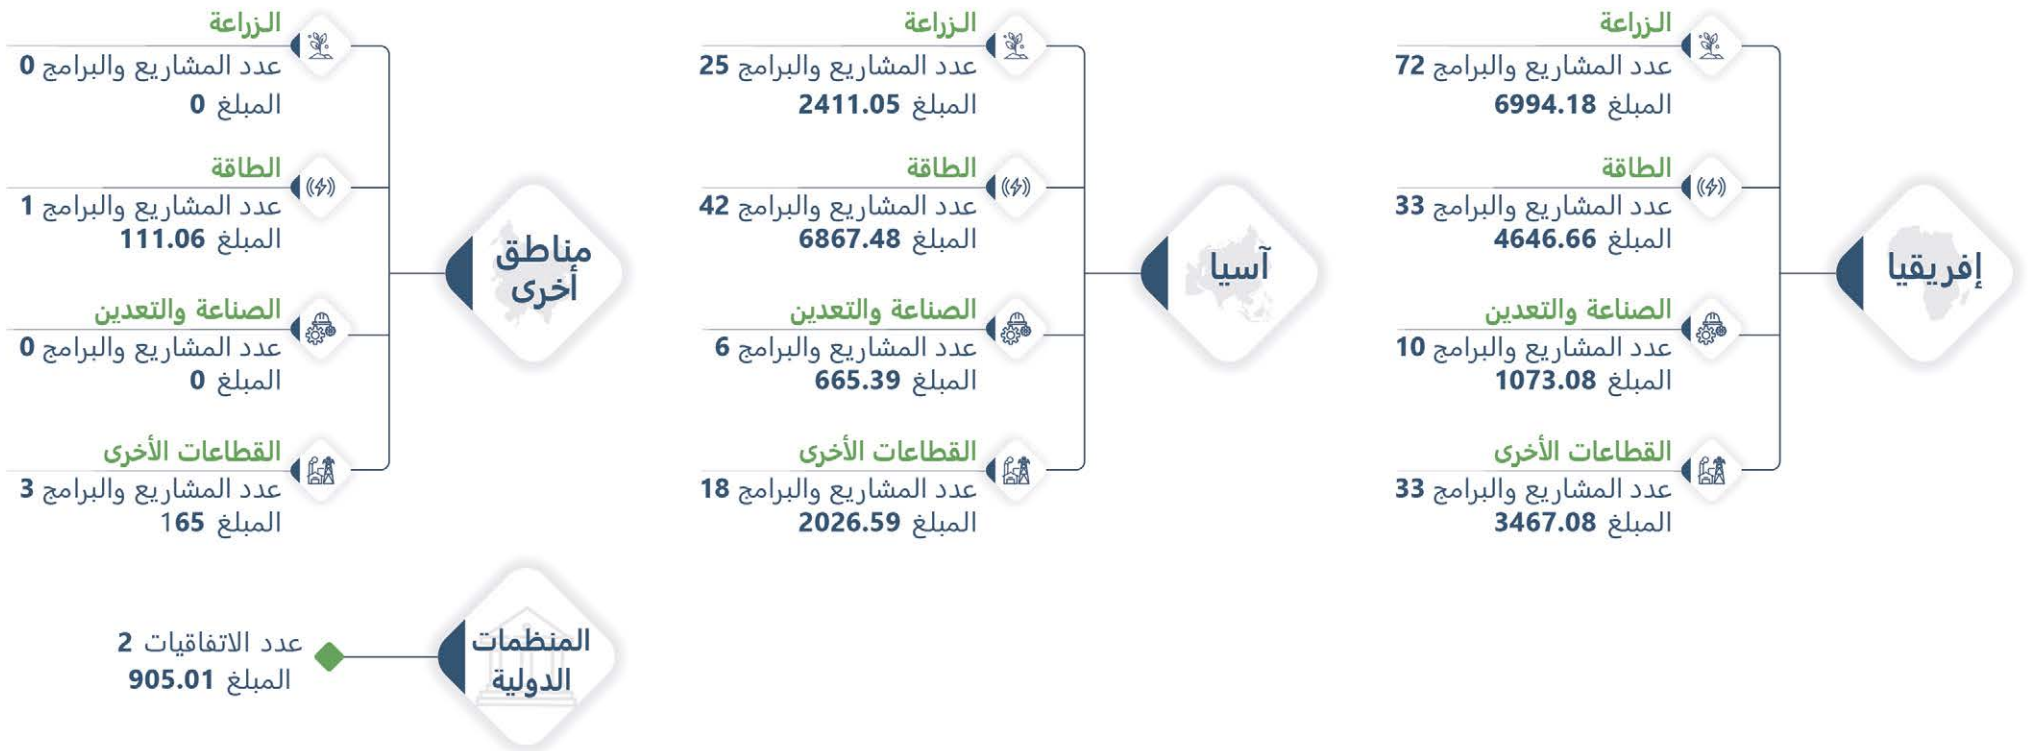 إفريقيا
الزراعة
عدد المشاريع والبرامج 72
المبلغ 6994.18
الطاقة
عدد المشاريع والبرامج 33
المبلغ 4646.66
الصناعة والتعدين
عدد المشاريع والبرامج 10
المبلغ 1073.08
القطاعات الأخرى
عدد المشاريع والبرامج 33
المبلغ 3467.08
آسيا
الزراعة
عدد المشاريع والبرامج 25
المبلغ 2411.05
الطاقة
عدد المشاريع والبرامج 42
المبلغ 6867.48
الصناعة والتعدين
عدد المشاريع والبرامج 6
المبلغ 665.39
القطاعات الأخرى
عدد المشاريع والبرامج 18
المبلغ 2026.59
مناطق
أخرى
الزراعة
عدد المشاريع والبرامج 0
المبلغ 0
الطاقة
عدد المشاريع والبرامج 1
المبلغ 111.06
الصناعة والتعدين
عدد المشاريع والبرامج 0
المبلغ 0
القطاعات الأخرى
عدد المشاريع والبرامج 3
المبلغ 165
المنظمات
الدولية
عدد الاتفاقيات 2
المبلغ 905.01